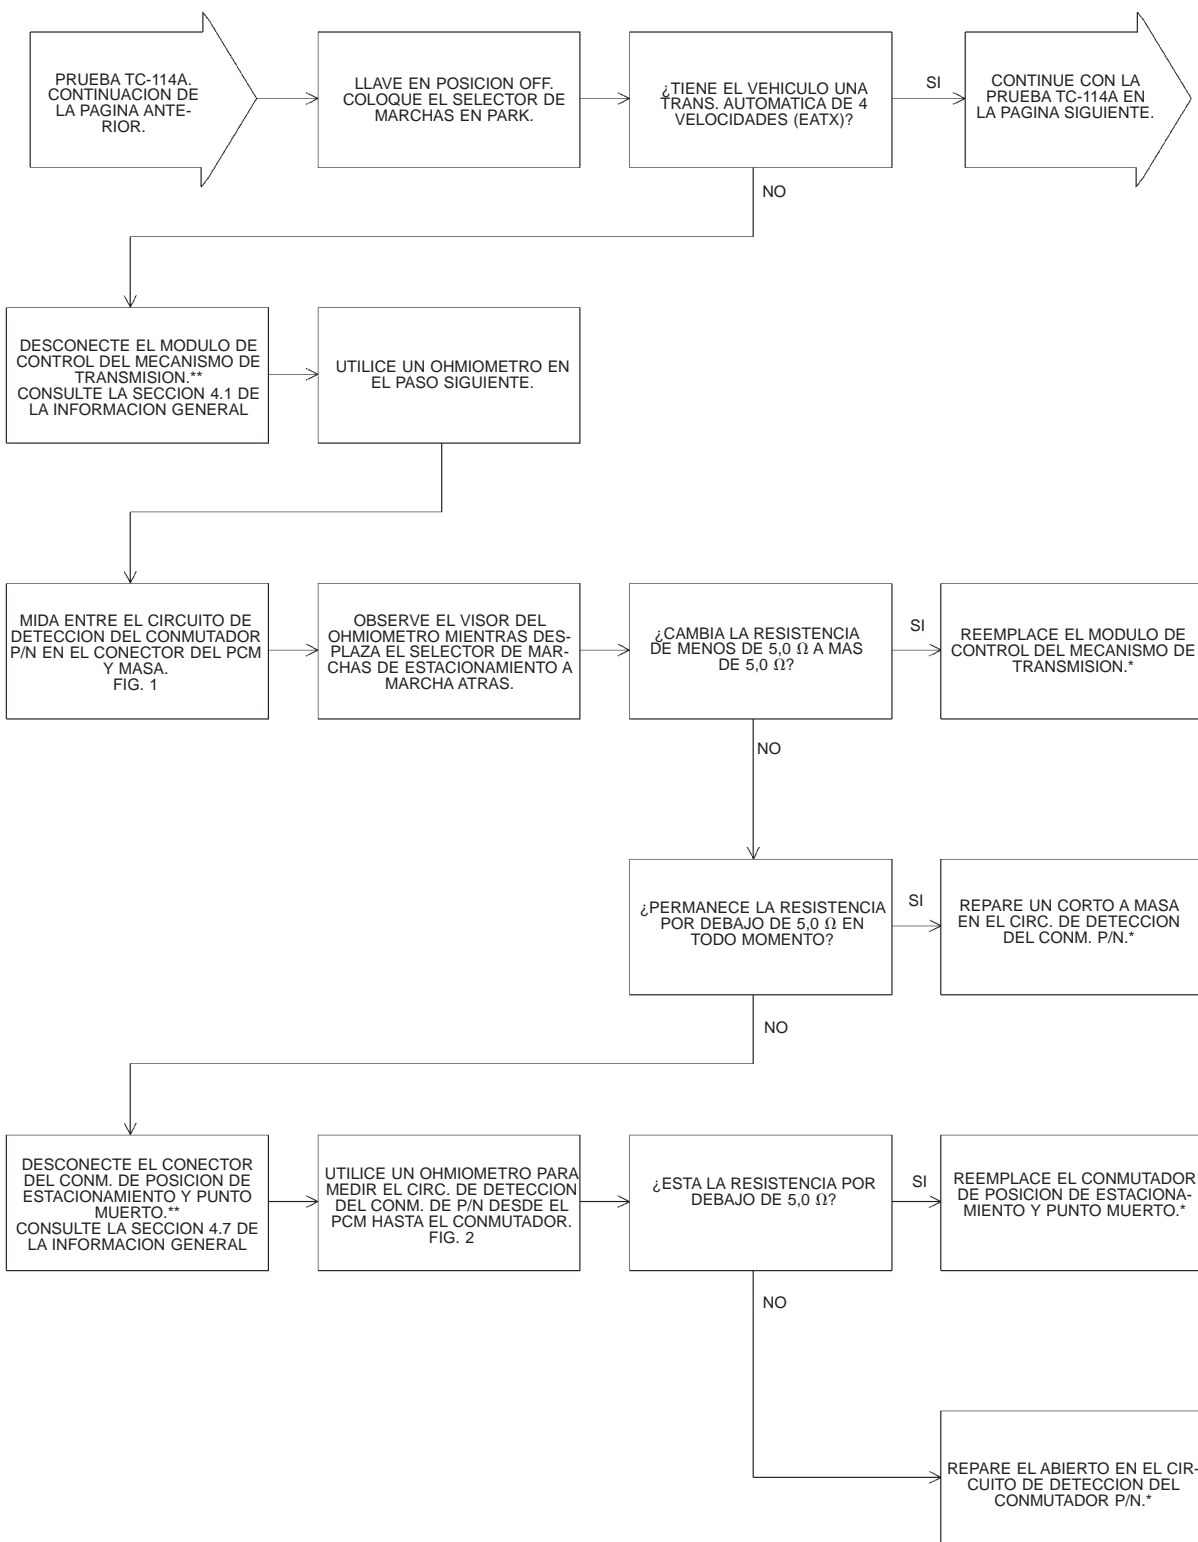 PRUEBA TC-114A.
CONTINUACION DE
LA PAGINA ANTE-
RIOR.
LLAVE EN POSICION OFF.
COLOQUE EL SELECTOR DE
MARCHAS EN PARK.
¿TIENE EL VEHICULO UNA
TRANS. AUTOMATICA DE 4
VELOCIDADES (EATX)?
SI
CONTINUE CON LA
PRUEBA TC-114A EN
LA PAGINA SIGUIENTE.
NO
DESCONECTE EL MODULO DE
CONTROL DEL MECANISMO DE
TRANSMISION.**
CONSULTE LA SECCION 4.1 DE
LA INFORMACION GENERAL
UTILICE UN OHMIOMETRO EN
EL PASO SIGUIENTE.
MIDA ENTRE EL CIRCUITO DE
DETECCION DEL CONMUTADOR
P/N EN EL CONECTOR DEL PCM
Y MASA.
FIG. 1
OBSERVE EL VISOR DEL
OHMIOMETRO MIENTRAS DES-
PLAZA EL SELECTOR DE MAR-
CHAS DE ESTACIONAMIENTO A
MARCHA ATRAS.
¿CAMBIA LA RESISTENCIA
DE MENOS DE 5,0 Ω A MAS
DE 5,0 Ω?
SI
REEMPLACE EL MODULO DE
CONTROL DEL MECANISMO DE
TRANSMISION.*
NO
¿PERMANECE LA RESISTENCIA
POR DEBAJO DE 5,0 Ω EN
TODO MOMENTO?
SI
REPARE UN CORTO A MASA
EN EL CIRC. DE DETECCION
DEL CONM. P/N.*
NO
DESCONECTE EL CONECTOR
DEL CONM. DE POSICION DE
ESTACIONAMIENTO Y PUNTO
MUERTO.**
CONSULTE LA SECCION 4.7 DE
LA INFORMACION GENERAL
UTILICE UN OHMIOMETRO PARA
MEDIR EL CIRC. DE DETECCION
DEL CONM. DE P/N DESDE EL
PCM HASTA EL CONMUTADOR.
FIG. 2
¿ESTA LA RESISTENCIA POR
DEBAJO DE 5,0 Ω?
SI
REEMPLACE EL CONMUTADOR
DE POSICION DE ESTACIONA-
MIENTO Y PUNTO MUERTO.*
NO
REPARE EL ABIERTO EN EL CIR-
CUITO DE DETECCION DEL
CONMUTADOR P/N.*